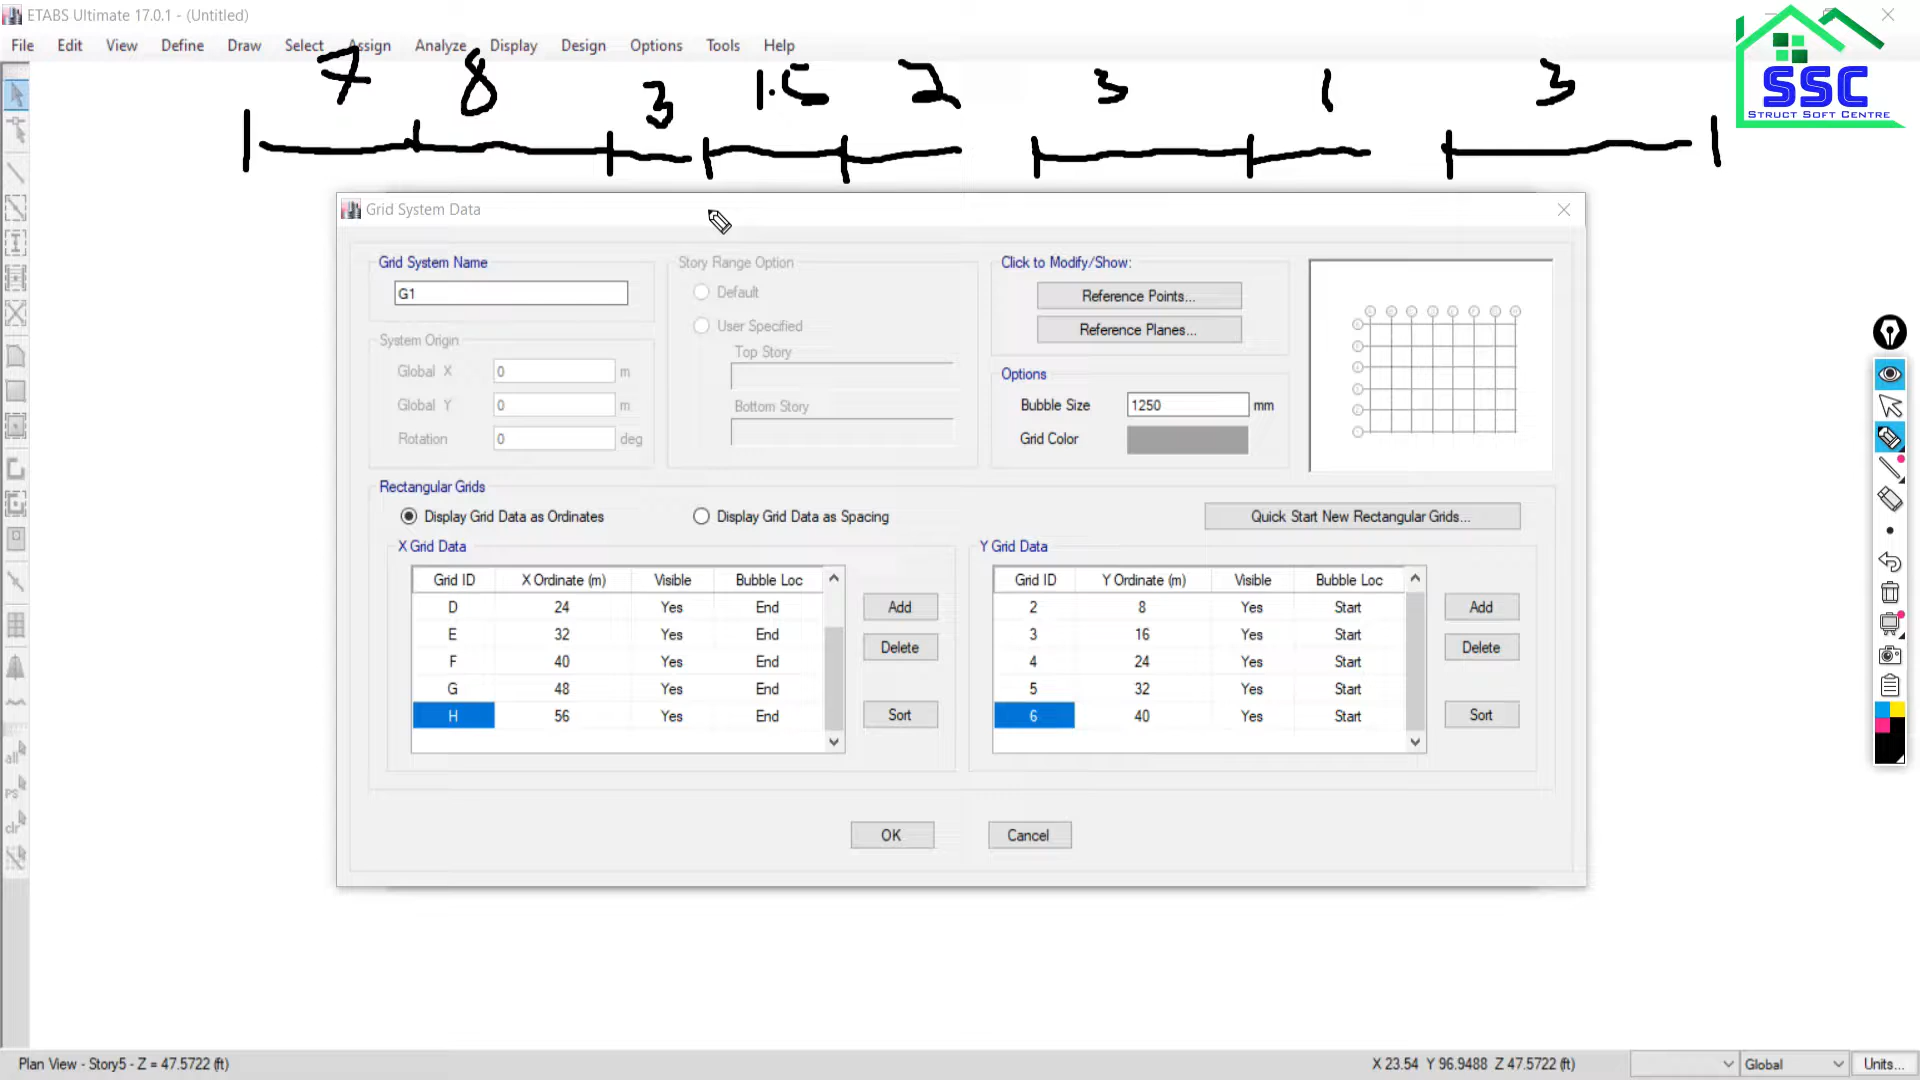 ETABS Ultimate 17.0.1 - (Untitled)
File Edit View Define Draw Select Assign Analyze Display Design Options Tools Help
7 8 3 1.5 2 3 1 3
SSC
STRUCT SOFT CENTRE
Grid System Data
Grid System Name
G1
System Origin
Global X 0 m
Global Y 0 m
Rotation 0 deg
Story Range Option
Default
User Specified
Top Story
Bottom Story
Click to Modify/Show:
Reference Points...
Reference Planes...
Options
Bubble Size 1250 mm
Grid Color
Rectangular Grids
Display Grid Data as Ordinates Display Grid Data as Spacing Quick Start New Rectangular Grids...
X Grid Data
Grid ID X Ordinate (m) Visible Bubble Loc
D 24 Yes End
E 32 Yes End
F 40 Yes End
G 48 Yes End
H 56 Yes End
Add
Delete
Sort
Y Grid Data
Grid ID Y Ordinate (m) Visible Bubble Loc
2 8 Yes Start
3 16 Yes Start
4 24 Yes Start
5 32 Yes Start
6 40 Yes Start
Add
Delete
Sort
OK Cancel
all
PS
clr
Plan View - Story5 - Z = 47.5722 (ft)
X 23.54 Y 96.9488 Z 47.5722 (ft)
Global
Units...